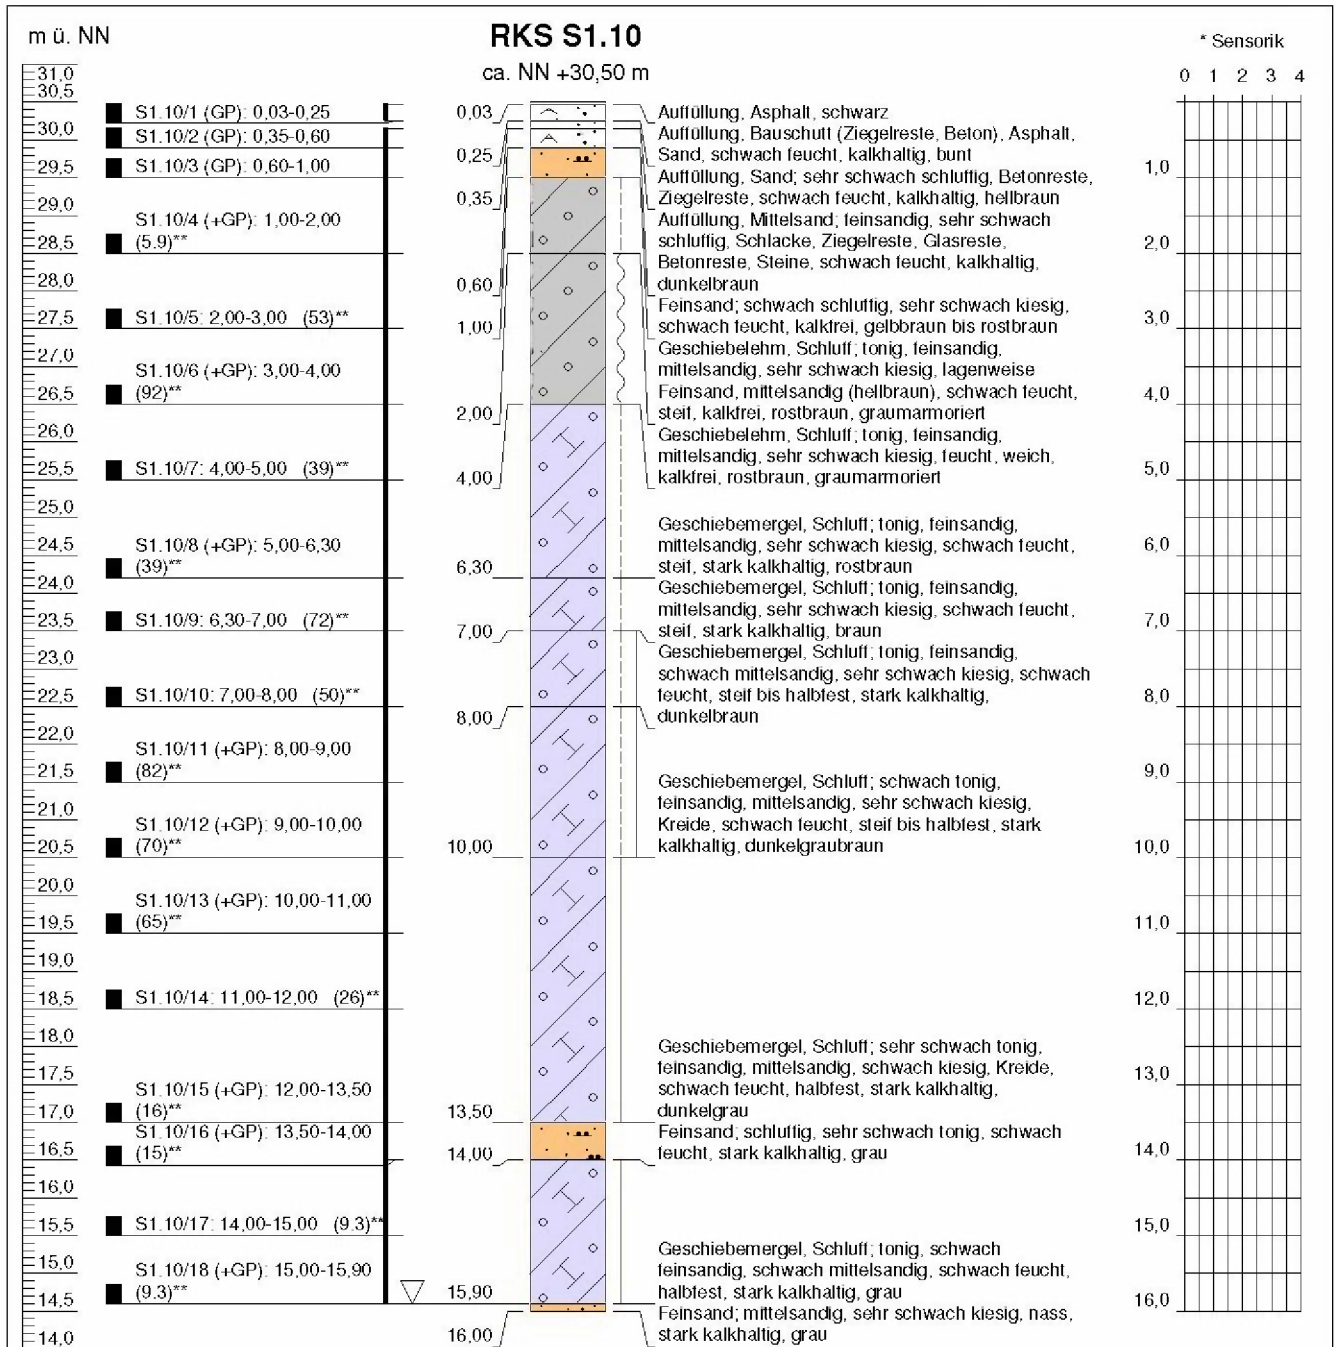 m ü. NN
RKS S1.10
ca. NN +30,50 m
* Sensorik
0 1 2 3 4
31,0
30,5
30,0
29,5
29,0
28,5
28,0
27,5
27,0
26,5
26,0
25,5
25,0
24,5
24,0
23,5
23,0
22,5
22,0
21,5
21,0
20,5
20,0
19,5
19,0
18,5
18,0
17,5
17,0
16,5
16,0
15,5
15,0
14,5
14,0
S1.10/1 (GP): 0,03-0,25
S1.10/2 (GP): 0,35-0,60
S1.10/3 (GP): 0,60-1,00
S1.10/4 (+GP): 1,00-2,00
(5.9)**
S1.10/5: 2,00-3,00 (53)**
S1.10/6 (+GP): 3,00-4,00
(92)**
S1.10/7: 4,00-5,00 (39)**
S1.10/8 (+GP): 5,00-6,30
(39)**
S1.10/9: 6,30-7,00 (72)**
S1.10/10: 7,00-8,00 (50)**
S1.10/11 (+GP): 8,00-9,00
(82)**
S1.10/12 (+GP): 9,00-10,00
(70)**
S1.10/13 (+GP): 10,00-11,00
(65)**
S1.10/14: 11,00-12,00 (26)**
S1.10/15 (+GP): 12,00-13,50
(16)**
S1.10/16 (+GP): 13,50-14,00
(15)**
S1.10/17: 14,00-15,00 (9.3)**
S1.10/18 (+GP): 15,00-15,90
(9.3)**
0,03
0,25
0,35
0,60
1,00
2,00
4,00
6,30
7,00
8,00
10,00
13,50
14,00
15,90
16,00
Auffüllung, Asphalt, schwarz
Auffüllung, Bauschutt (Ziegelreste, Beton), Asphalt,
Sand, schwach feucht, kalkhaltig, bunt
Auffüllung, Sand; sehr schwach schluffig, Betonreste,
Ziegelreste, schwach feucht, kalkhaltig, hellbraun
Auffüllung, Mittelsand; feinsandig, sehr schwach
schluffig, Schlacke, Ziegelreste, Glasreste,
Betonreste, Steine, schwach feucht, kalkhaltig,
dunkelbraun
Feinsand; schwach schluffig, sehr schwach kiesig,
schwach feucht, kalkfrei, gelbbraun bis rostbraun
Geschiebelehm, Schluff; tonig, feinsandig,
mittelsandig, sehr schwach kiesig, lagenweise
Feinsand, mittelsandig (hellbraun), schwach feucht,
steif, kalkfrei, rostbraun, graumarmoriert
Geschiebelehm, Schluff; tonig, feinsandig,
mittelsandig, sehr schwach kiesig, feucht, weich,
kalkfrei, rostbraun, graumarmoriert
Geschiebemergel, Schluff; tonig, feinsandig,
mittelsandig, sehr schwach kiesig, schwach feucht,
steif, stark kalkhaltig, rostbraun
Geschiebemergel, Schluff; tonig, feinsandig,
mittelsandig, sehr schwach kiesig, schwach feucht,
steif, stark kalkhaltig, braun
Geschiebemergel, Schluff; tonig, feinsandig,
schwach mittelsandig, sehr schwach kiesig, schwach
feucht, steif bis halbfest, stark kalkhaltig,
dunkelbraun
Geschiebemergel, Schluff; schwach tonig,
feinsandig, mittelsandig, sehr schwach kiesig,
Kreide, schwach feucht, steif bis halbfest, stark
kalkhaltig, dunkelgraubraun
Geschiebemergel, Schluff; sehr schwach tonig,
feinsandig, mittelsandig, schwach kiesig, Kreide,
schwach feucht, halbfest, stark kalkhaltig,
dunkelgrau
Feinsand; schluffig, sehr schwach tonig, schwach
feucht, stark kalkhaltig, grau
Geschiebemergel, Schluff; tonig, schwach
feinsandig, schwach mittelsandig, schwach feucht,
halbfest, stark kalkhaltig, grau
Feinsand; mittelsandig, sehr schwach kiesig, nass,
stark kalkhaltig, grau
1,0
2,0
3,0
4,0
5,0
6,0
7,0
8,0
9,0
10,0
11,0
12,0
13,0
14,0
15,0
16,0